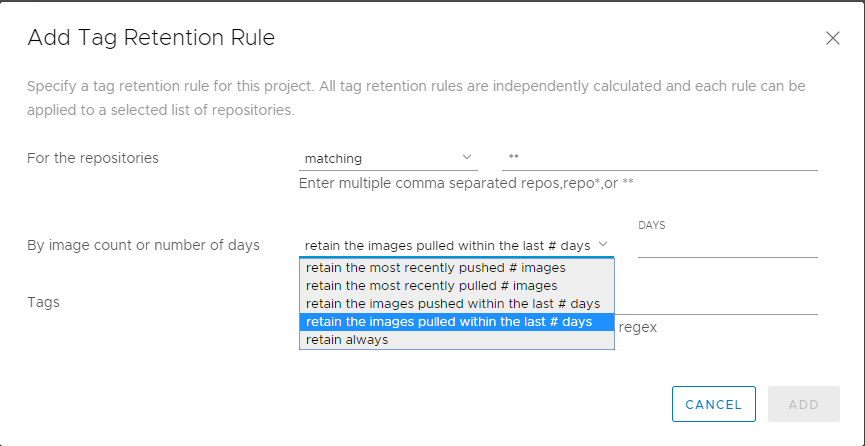 Add Tag Retention Rule
Specify a tag retention rule for this project. All tag retention rules are independently calculated and each rule can be
applied to a selected list of repositories.
For the repositories
matching
**
Enter multiple comma separated repos,repo*,or **
DAYS
By image count or number of days
retain the images pulled within the last # days
retain the most recently pushed # images
retain the most recently pulled # images
retain the images pushed within the last # days
Tags
retain the images pulled within the last # days
regex
retain always
CANCEL
ADD